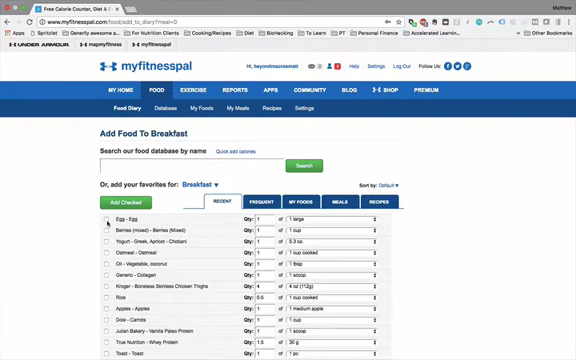 Free Calorie Counter, Diet &
Matthew
www.myfitnesspal.com/food/add_to_diary?meal=0
Apps Spritzlet Generally awesome a For Nutrition Clients Diet BioHacking To Learn PT Personal Finance Accelerated Learning... Other Bookmarks
UNDER ARMOUR mapmyfitness myfitnesspal
myfitnesspal
Hi, beyondmacrosmatt Help Settings Log Out Follow Us:
MY HOME FOOD EXERCISE REPORTS APPS COMMUNITY BLOG SHOP PREMIUM
Food Diary Database My Foods My Meals Recipes Settings
Add Food To Breakfast
Search our food database by name Quick add calories
Search
Or, add your favorites for: Breakfast Sort by: Default
Add Checked RECENT FREQUENT MY FOODS MEALS RECIPES
Egg - Egg Qty: 1 of 1 large
Berries (mixed) - Berries (Mixed) Qty: 1 of 1 cup
Yogurt - Greek, Apricot - Chobani Qty: 1 of 5.3 oz.
Oatmeal - Oatmeal Qty: 1 of 1 cup cooked
Oil - Vegetable, coconut Qty: 1 of 1 tbsp
Generic - Collagen Qty: 1 of 1 scoop
Kroger - Boneless Skinless Chicken Thighs Qty: 4 of 4 oz (112g)
Rice Qty: 0.5 of 1 cup cooked
Apples - Apples Qty: 1 of 1 medium apple
Dole - Carrots Qty: 1 of 1 cup
Julian Bakery - Vanilla Paleo Protein Qty: 1 of 1 scoop
True Nutrition - Whey Protein Qty: 1.5 of 30 g
Toast - Toast Qty: 1 of 1 pc